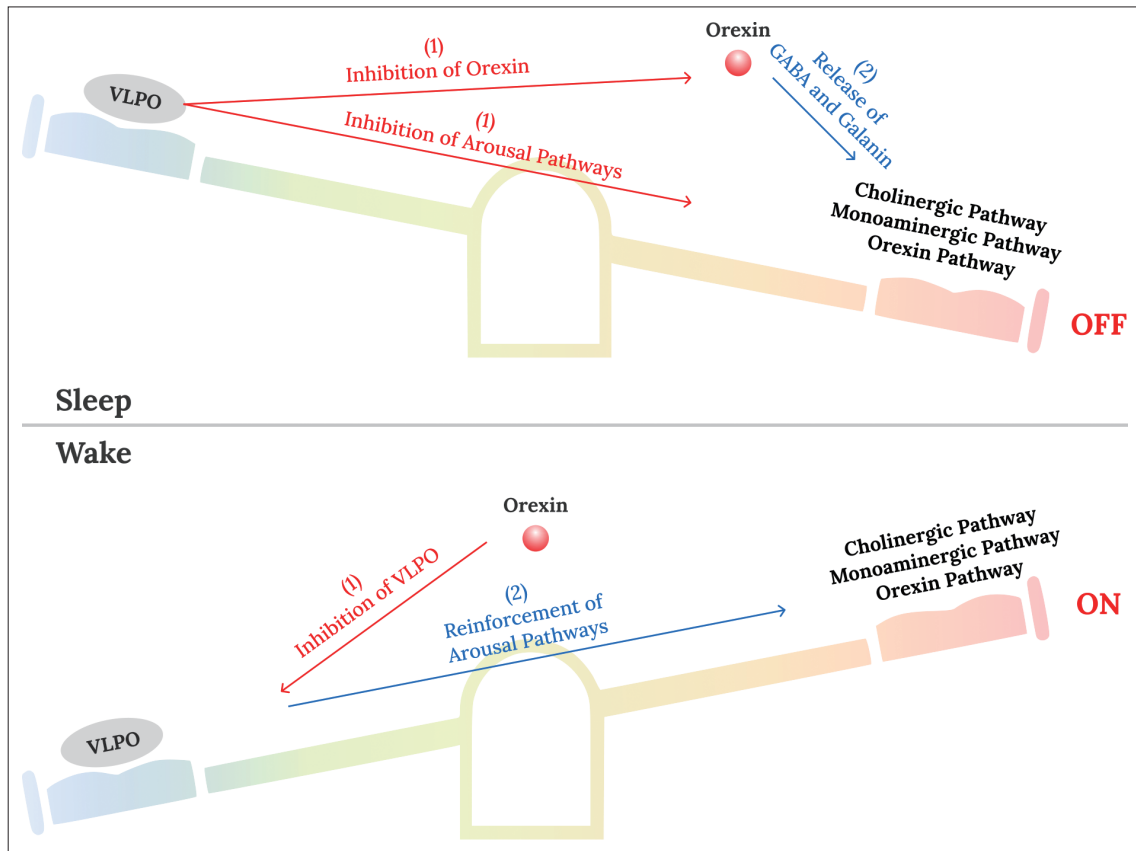 Orexin
(1)
Inhibition of Orexin
(2)
Release of
GABA and Galanin
VLPO
(1)
Inhibition of Arousal Pathways
Cholinergic Pathway
Monoaminergic Pathway
Orexin Pathway
OFF
Sleep
Wake
Orexin
(1)
Inhibition of VLPO
(2)
Reinforcement of
Arousal Pathways
Cholinergic Pathway
Monoaminergic Pathway
Orexin Pathway
ON
VLPO